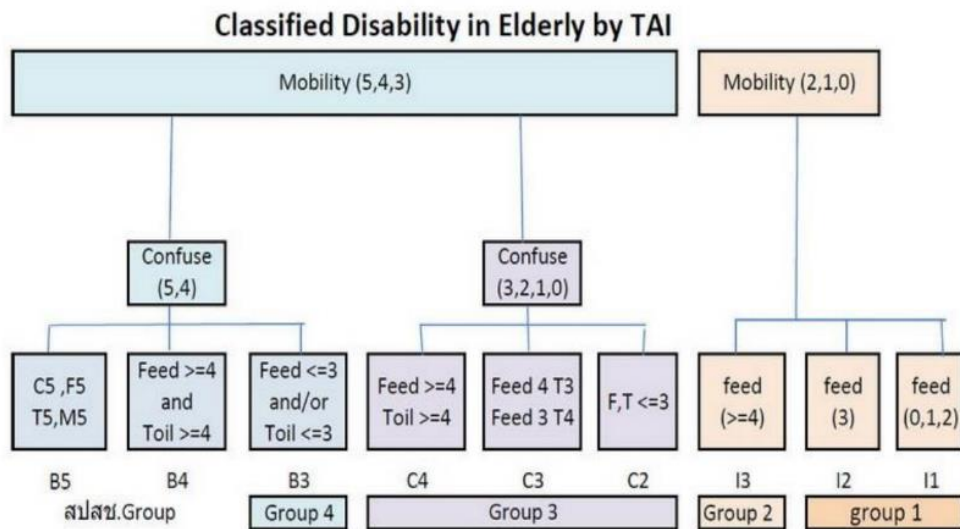 Classified Disability in Elderly by TAI
Mobility (5,4,3)
Mobility (2,1,0)
Confuse
(5,4)
Confuse
(3,2,1,0)
C5 ,F5
T5,M5
Feed >=4
and
Toil >=4
Feed <=3
and/or
Toil <=3
Feed >=4
Toil >=4
Feed 4 T3
Feed 3 T4
F,T <=3
feed
(>=4)
feed
(3)
feed
(0,1,2)
B5 B4 B3 C4 C3 C2 I3 I2 I1
สปสช.Group Group 4 Group 3 Group 2 group 1